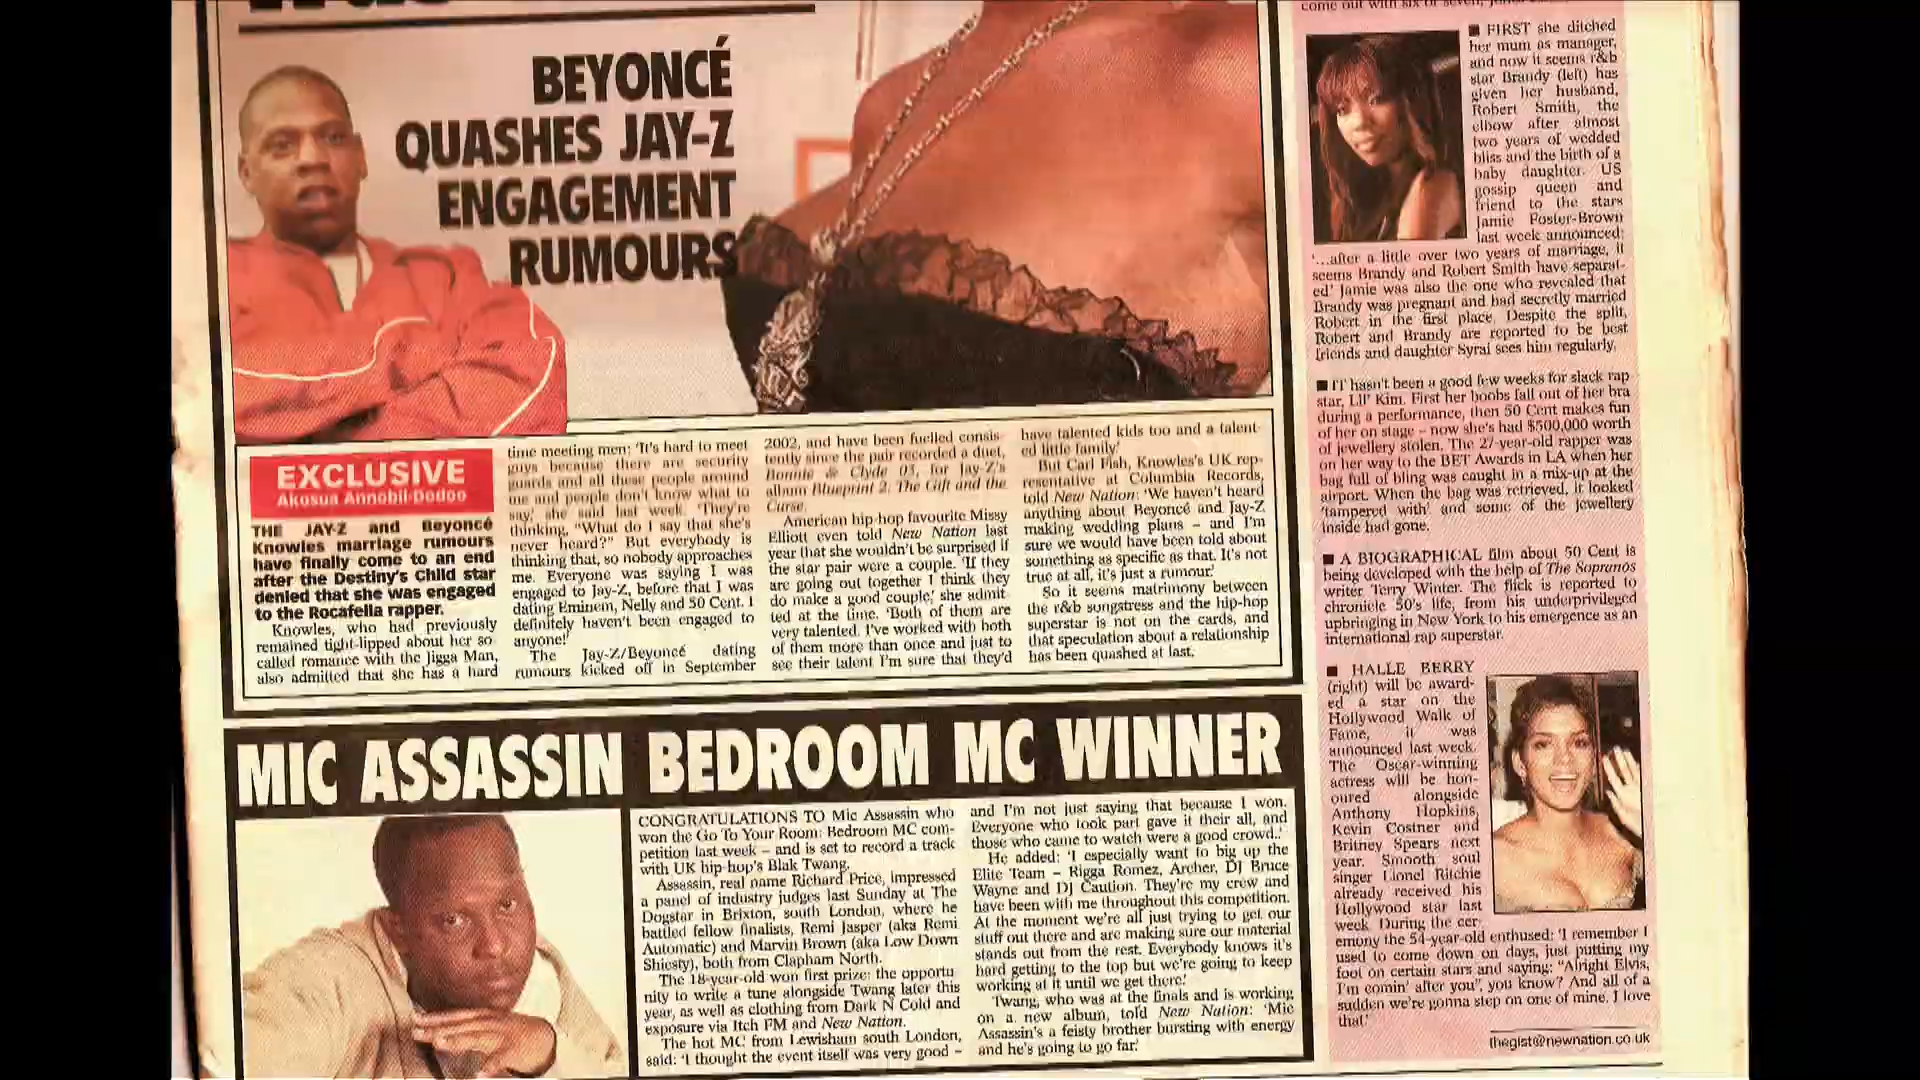 BEYONCÉ
QUASHES JAY-Z
ENGAGEMENT
RUMOURS
EXCLUSIVE
Akosua Annobil-Dodoo
THE JAY-Z and Beyoncé
Knowles marriage rumours
have finally come to an end
after the Destiny's Child star
denied that she was engaged
to the Rocafella rapper.
Knowles, who had previously
remained tight-lipped about her so-
called romance with the Jigga Man,
also admitted that she has a hard
time meeting men: 'It's hard to meet
guys because there are security
guards and all these people around
me and people don't know what to
say,' she said last week. 'They're
thinking, "What do I say that she's
never heard?" But everybody is
thinking that, so nobody approaches
me. Everyone was saying I was
engaged to Jay-Z, before that I was
dating Eminem, Nelly and 50 Cent. I
definitely haven't been engaged to
anyone!'
The Jay-Z/Beyoncé dating
rumours kicked off in September
2002, and have been fuelled consis-
tently since the pair recorded a duet,
Bonnie & Clyde 03, for Jay-Z's
album Blueprint 2: The Gift and the
Curse.
American hip-hop favourite Missy
Elliott even told New Nation last
year that she wouldn't be surprised if
the star pair were a couple. 'If they
are going out together I think they
do make a good couple,' she admit-
ted at the time. 'Both of them are
very talented. I've worked with both
of them more than once and just to
see their talent I'm sure that they'd
have talented kids too and a talent-
ed little family.'
But Carl Fish, Knowles's UK rep-
resentative at Columbia Records,
told New Nation: 'We haven't heard
anything about Beyoncé and Jay-Z
making wedding plans – and I'm
sure we would have been told about
something as specific as that. It's not
true at all, it's just a rumour.'
So it seems matrimony between
the r&b songstress and the hip-hop
superstar is not on the cards, and
that speculation about a relationship
has been quashed at last.
MIC ASSASSIN BEDROOM MC WINNER
CONGRATULATIONS TO Mic Assassin who
won the Go To Your Room: Bedroom MC com-
petition last week – and is set to record a track
with UK hip-hop's Blak Twang.
Assassin, real name Richard Price, impressed
a panel of industry judges last Sunday at The
Dogstar in Brixton, south London, where he
battled fellow finalists, Remi Jasper (aka Remi
Automatic) and Marvin Brown (aka Low Down
Shiesty), both from Clapham North.
The 18-year-old won first prize: the opportu
nity to write a tune alongside Twang later this
year, as well as clothing from Dark N Cold and
exposure via Itch FM and New Nation.
The hot MC from Lewisham south London,
said: 'I thought the event itself was very good –
and I'm not just saying that because I won.
Everyone who took part gave it their all, and
those who came to watch were a good crowd..'
He added: 'I especially want to big up the
Elite Team – Rigga Romez, Archer, DJ Bruce
Wayne and DJ Caution. They're my crew and
have been with me throughout this competition.
At the moment we're all just trying to get our
stuff out there and are making sure our material
stands out from the rest. Everybody knows it's
hard getting to the top but we're going to keep
working at it until we get there.'
Twang, who was at the finals and is working
on a new album, told New Nation: 'Mic
Assassin's a feisty brother bursting with energy
and he's going to go far.'
come out with six or seven,
■ FIRST she ditched
her mum as manager,
and now it seems r&b
star Brandy (left) has
given her husband,
Robert Smith, the
elbow after almost
two years of wedded
bliss and the birth of a
baby daughter. US
gossip queen and
friend to the stars
Jamie Foster-Brown
last week announced:
'...after a little over two years of marriage, it
seems Brandy and Robert Smith have separat-
ed.' Jamie was also the one who revealed that
Brandy was pregnant and had secretly married
Robert in the first place. Despite the split,
Robert and Brandy are reported to be best
friends and daughter Syrai sees him regularly.
■ IT hasn't been a good few weeks for slack rap
star, Lil' Kim. First her boobs fall out of her bra
during a performance, then 50 Cent makes fun
of her on stage – now she's had $500,000 worth
of jewellery stolen. The 27-year-old rapper was
on her way to the BET Awards in LA when her
bag full of bling was caught in a mix-up at the
airport. When the bag was retrieved, it looked
'tampered with' and some of the jewellery
inside had gone.
■ A BIOGRAPHICAL film about 50 Cent is
being developed with the help of The Sopranos
writer Terry Winter. The flick is reported to
chronicle 50's life, from his underprivileged
upbringing in New York to his emergence as an
international rap superstar.
■ HALLE BERRY
(right) will be award-
ed a star on the
Hollywood Walk of
Fame, it was
announced last week.
The Oscar-winning
actress will be hon-
oured alongside
Anthony Hopkins,
Kevin Costner and
Britney Spears next
year. Smooth soul
singer Lionel Ritchie
already received his
Hollywood star last
week. During the cer-
emony the 54-year-old enthused: 'I remember I
used to come down on days, just putting my
foot on certain stars and saying: "Alright Elvis,
I'm comin' after you", you know? And all of a
sudden we're gonna step on one of mine. I love
that.'
thegist@newnation.co.uk